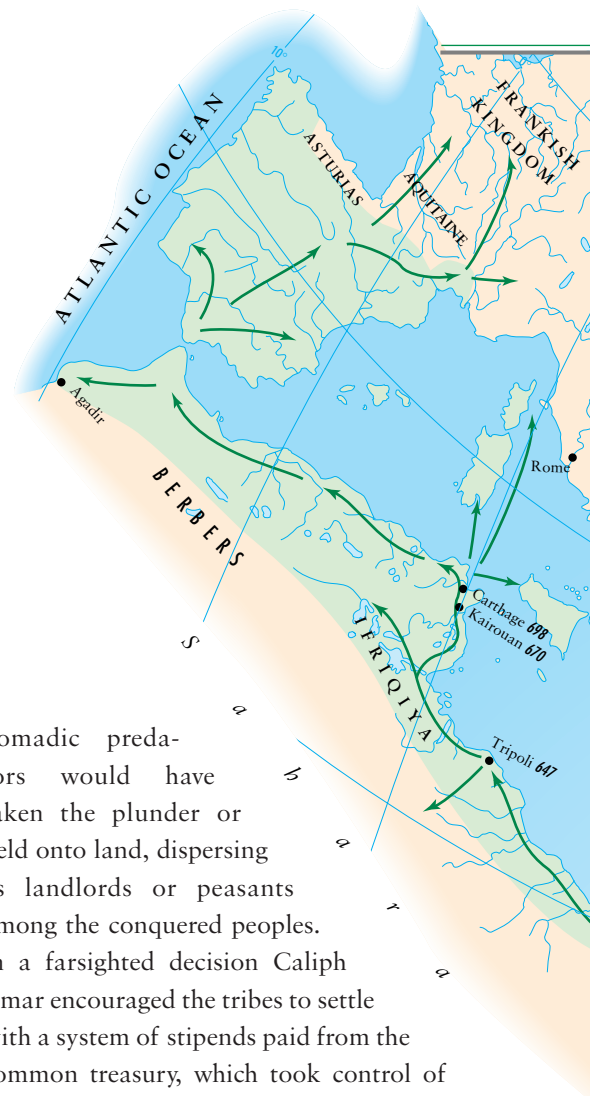 10°
ATLANTIC OCEAN
ASTURIAS
FRANKISH
KINGDOM
AQUITAINE
Agadir
Rome
BERBERS
Carthage 698
Kairouan 670
IFRIQIYA
Tripoli 647
Sahara
omadic preda-
ors would have
aken the plunder or
eld onto land, dispersing
s landlords or peasants
mong the conquered peoples.
n a farsighted decision Caliph
mar encouraged the tribes to settle
ith a system of stipends paid from the
ommon treasury, which took control of